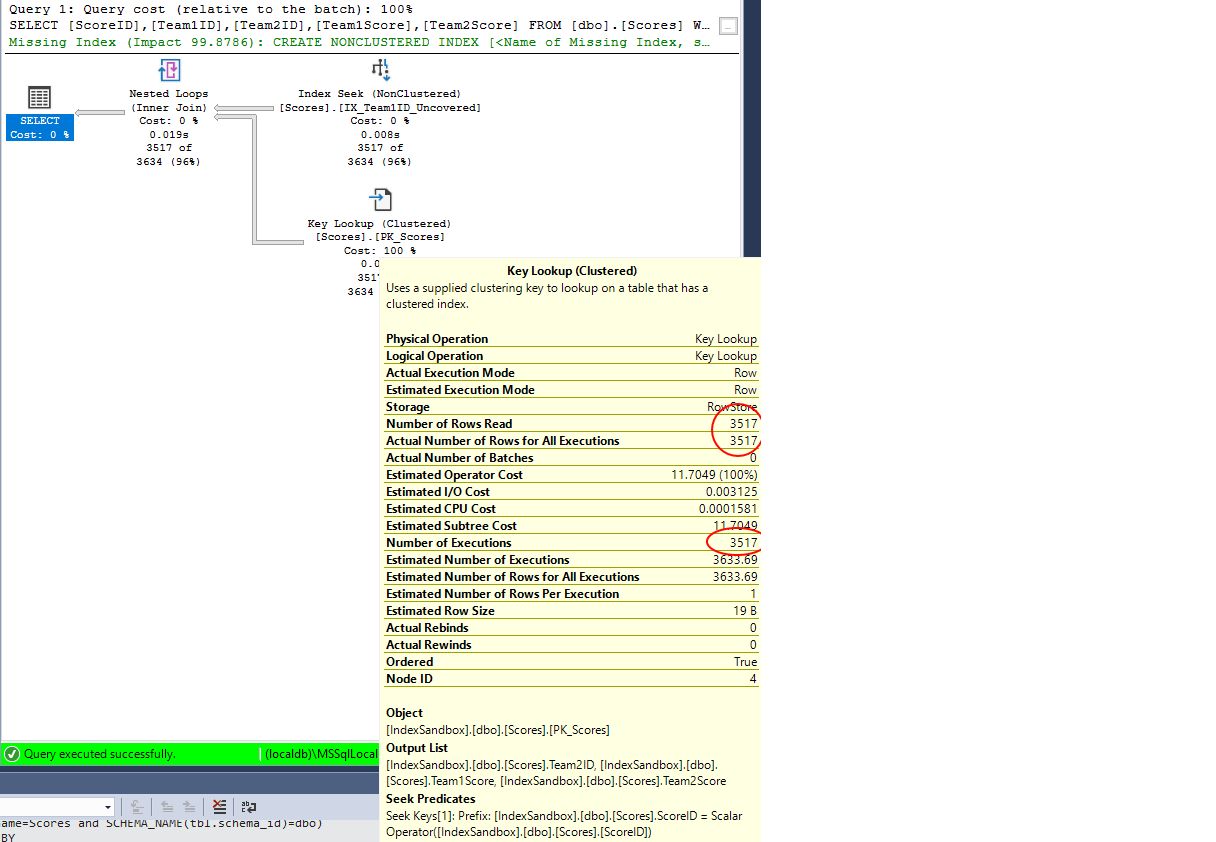 Query 1: Query cost (relative to the batch): 100%
SELECT [ScoreID],[Team1ID],[Team2ID],[Team1Score],[Team2Score] FROM [dbo].[Scores] W…
Missing Index (Impact 99.8786): CREATE NONCLUSTERED INDEX [<Name of Missing Index, s…
SELECT
Cost: 0 %
Nested Loops
(Inner Join)
Cost: 0 %
0.019s
3517 of
3634 (96%)
Index Seek (NonClustered)
[Scores].[IX_Team1ID_Uncovered]
Cost: 0 %
0.008s
3517 of
3634 (96%)
Key Lookup (Clustered)
[Scores].[PK_Scores]
Cost: 100 %
0.0
351
3634
Key Lookup (Clustered)
Uses a supplied clustering key to lookup on a table that has a
clustered index.
Physical Operation Key Lookup
Logical Operation Key Lookup
Actual Execution Mode Row
Estimated Execution Mode Row
Storage RowStore
Number of Rows Read 3517
Actual Number of Rows for All Executions 3517
Actual Number of Batches 0
Estimated Operator Cost 11.7049 (100%)
Estimated I/O Cost 0.003125
Estimated CPU Cost 0.0001581
Estimated Subtree Cost 11.7049
Number of Executions 3517
Estimated Number of Executions 3633.69
Estimated Number of Rows for All Executions 3633.69
Estimated Number of Rows Per Execution 1
Estimated Row Size 19 B
Actual Rebinds 0
Actual Rewinds 0
Ordered True
Node ID 4
Object
[IndexSandbox].[dbo].[Scores].[PK_Scores]
Output List
[IndexSandbox].[dbo].[Scores].Team2ID, [IndexSandbox].[dbo].
[Scores].Team1Score, [IndexSandbox].[dbo].[Scores].Team2Score
Seek Predicates
Seek Keys[1]: Prefix: [IndexSandbox].[dbo].[Scores].ScoreID = Scalar
Operator([IndexSandbox].[dbo].[Scores].[ScoreID])
Query executed successfully.
(localdb)\MSSqlLocal
ame=Scores and SCHEMA_NAME(tbl.schema_id)=dbo)
BY